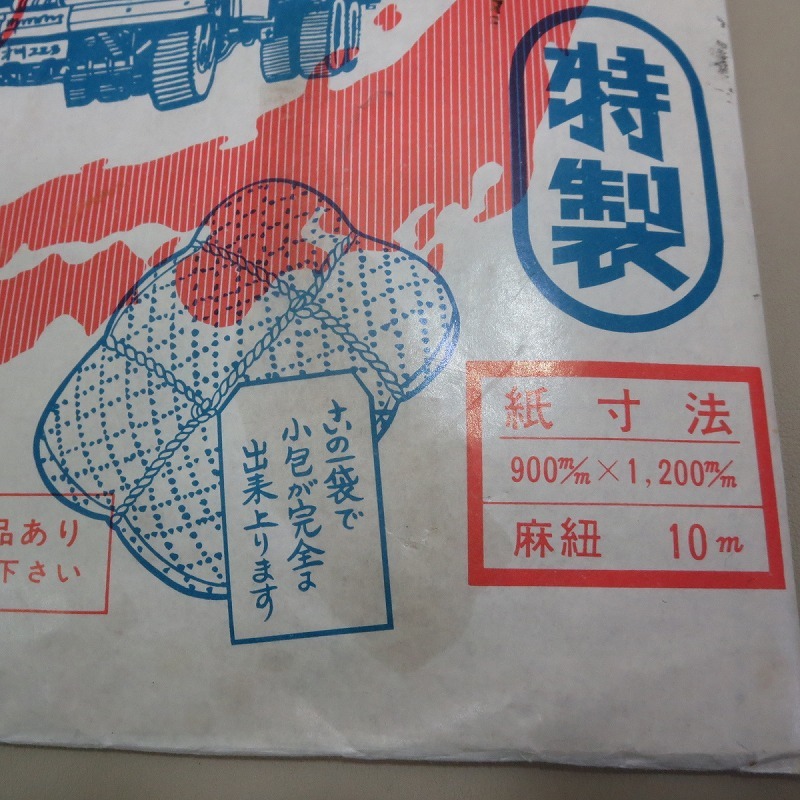 特製
紙寸法
900m/m×1,200m/m
麻紐 10m
この一袋で
小包が完全に
出来上ります
品あり
下さい